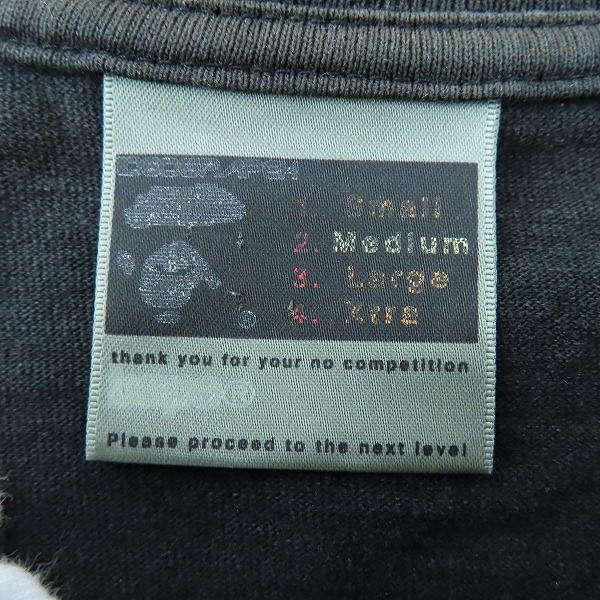 1. Small
2. Medium
3. Large
4.
thank you for your no competition
®
Please proceed to the next level